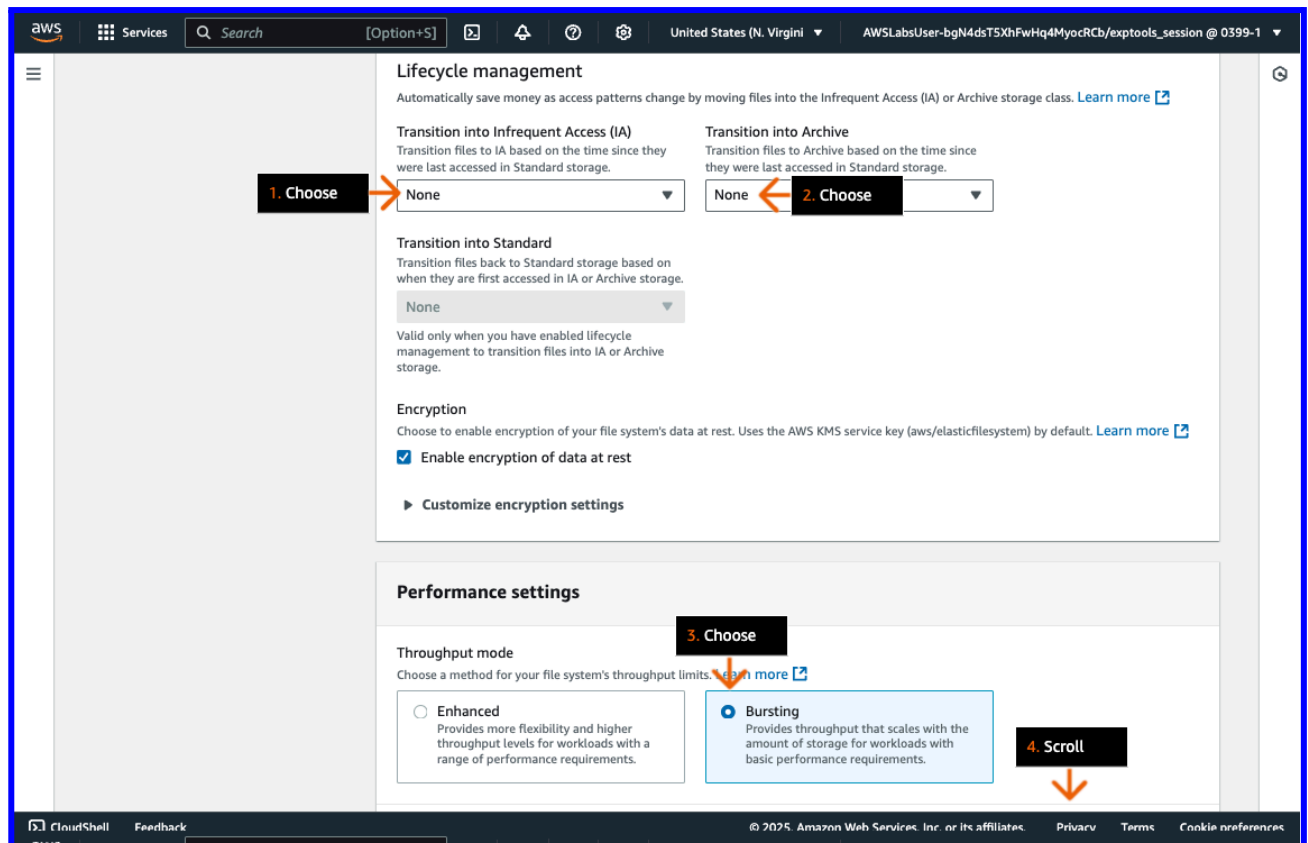 aws Services Search [Option+S] United States (N. Virgini AWSLabsUser-bgN4dsT5XhFwHq4MyocRCb/exptools_session @ 0399-1
Lifecycle management
Automatically save money as access patterns change by moving files into the Infrequent Access (IA) or Archive storage class. Learn more
Transition into Infrequent Access (IA)
Transition files to IA based on the time since they
were last accessed in Standard storage.
1. Choose
None
Transition into Archive
Transition files to Archive based on the time since
they were last accessed in Standard storage.
None
2. Choose
Transition into Standard
Transition files back to Standard storage based on
when they are first accessed in IA or Archive storage.
None
Valid only when you have enabled lifecycle
management to transition files into IA or Archive
storage.
Encryption
Choose to enable encryption of your file system's data at rest. Uses the AWS KMS service key (aws/elasticfilesystem) by default. Learn more
Enable encryption of data at rest
Customize encryption settings
Performance settings
3. Choose
Throughput mode
Choose a method for your file system's throughput limits. Learn more
Enhanced
Provides more flexibility and higher
throughput levels for workloads with a
range of performance requirements.
Bursting
Provides throughput that scales with the
amount of storage for workloads with
basic performance requirements.
4. Scroll
CloudShell Feedback © 2025, Amazon Web Services, Inc. or its affiliates. Privacy Terms Cookie preferences